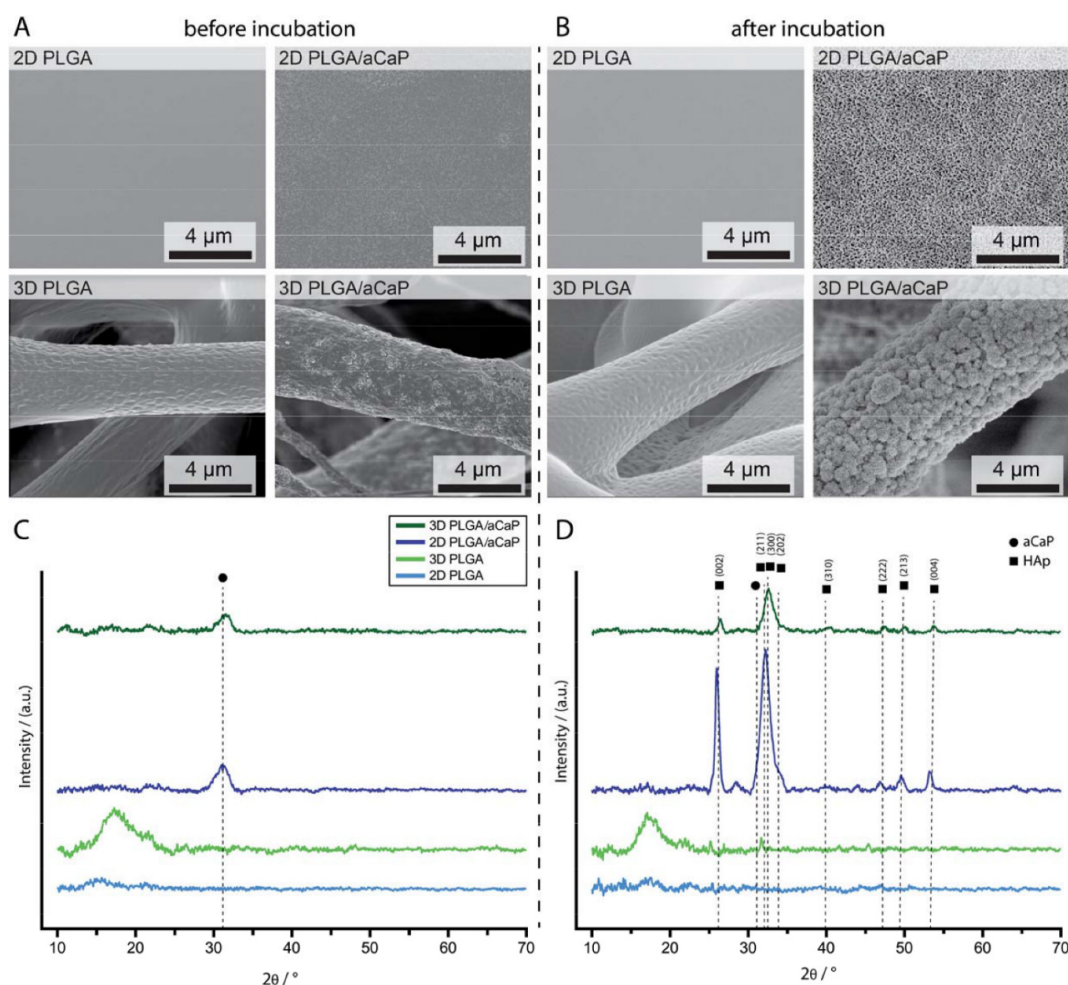 A
before incubation
2D PLGA
2D PLGA/aCaP
4 µm
4 µm
3D PLGA
3D PLGA/aCaP
4 µm
4 µm
B
after incubation
2D PLGA
2D PLGA/aCaP
4 µm
4 µm
3D PLGA
3D PLGA/aCaP
4 µm
4 µm
C
3D PLGA/aCaP
2D PLGA/aCaP
3D PLGA
2D PLGA
Intensity / (a.u.)
10 20 30 40 50 60 70
2θ / °
D
aCaP
HAp
(002)
(211)
(300)
(202)
(310)
(222)
(213)
(004)
Intensity / (a.u.)
10 20 30 40 50 60 70
2θ / °